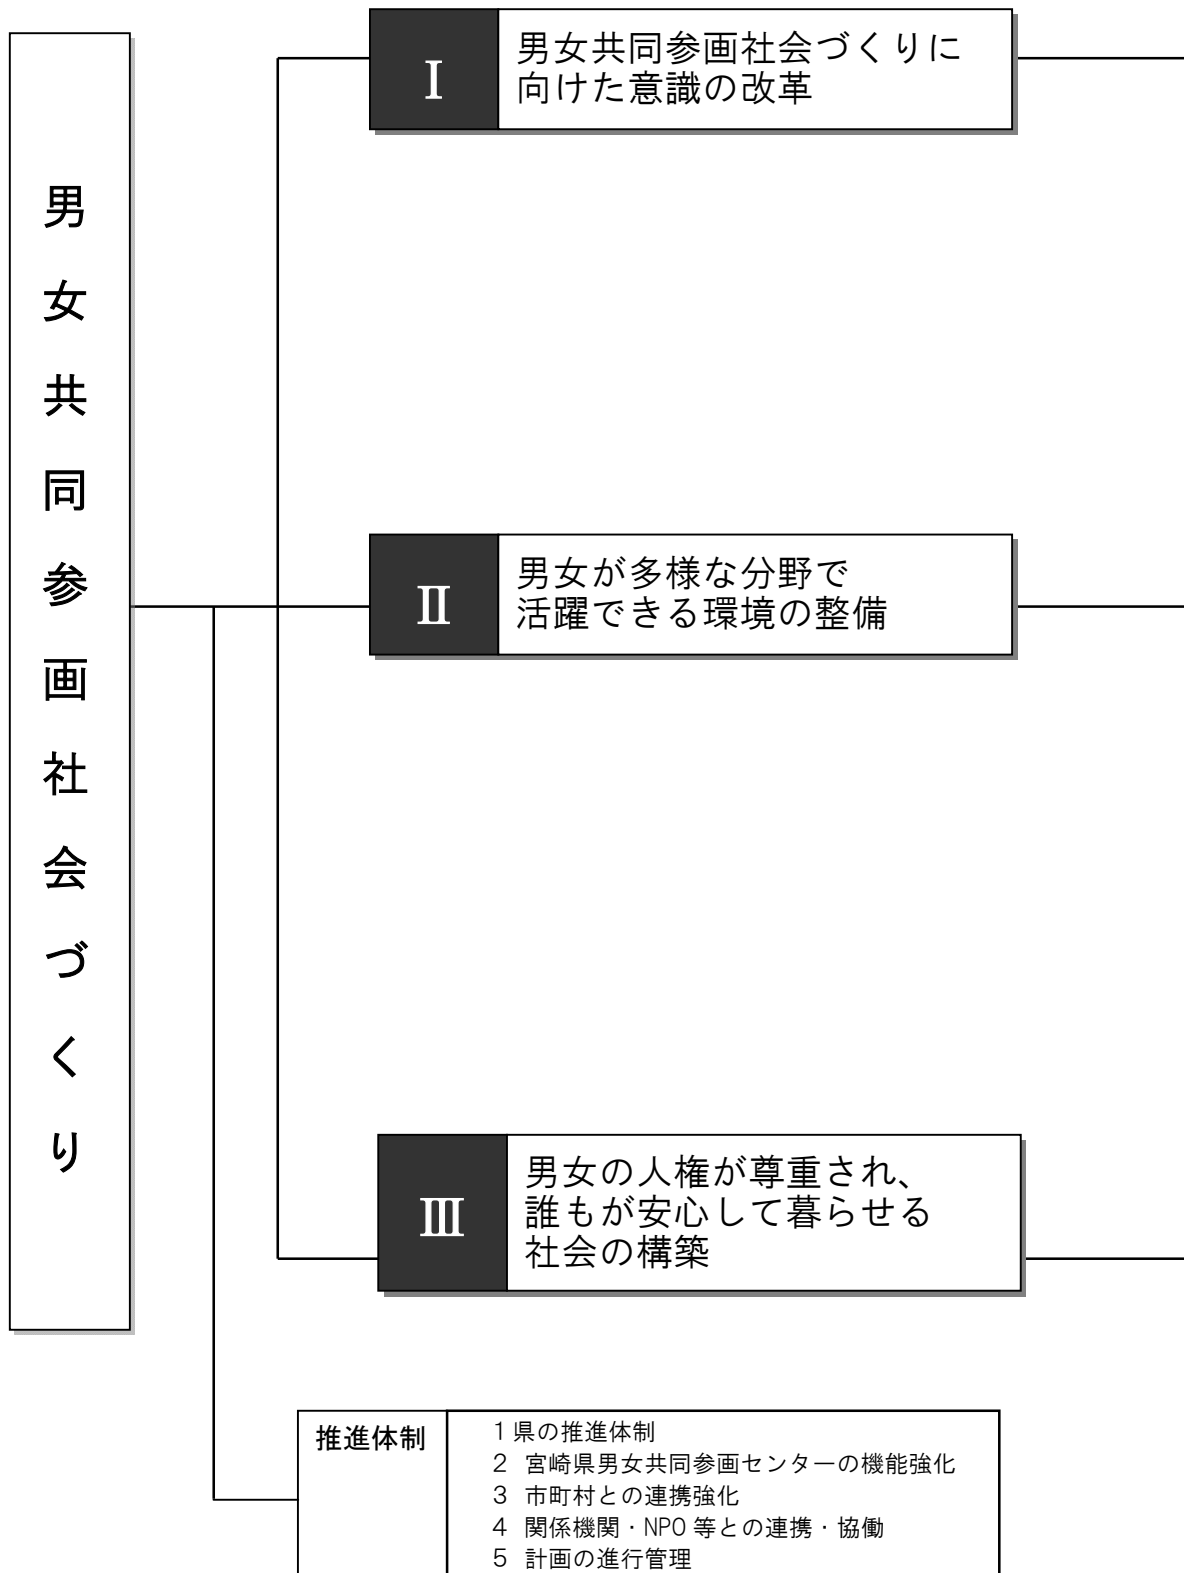 男女共同参画社会づくり
Ⅰ
男女共同参画社会づくりに
向けた意識の改革
Ⅱ
男女が多様な分野で
活躍できる環境の整備
Ⅲ
男女の人権が尊重され、
誰もが安心して暮らせる
社会の構築
推進体制
1 県の推進体制
2 宮崎県男女共同参画センターの機能強化
3 市町村との連携強化
4 関係機関・NPO 等との連携・協働
5 計画の進行管理